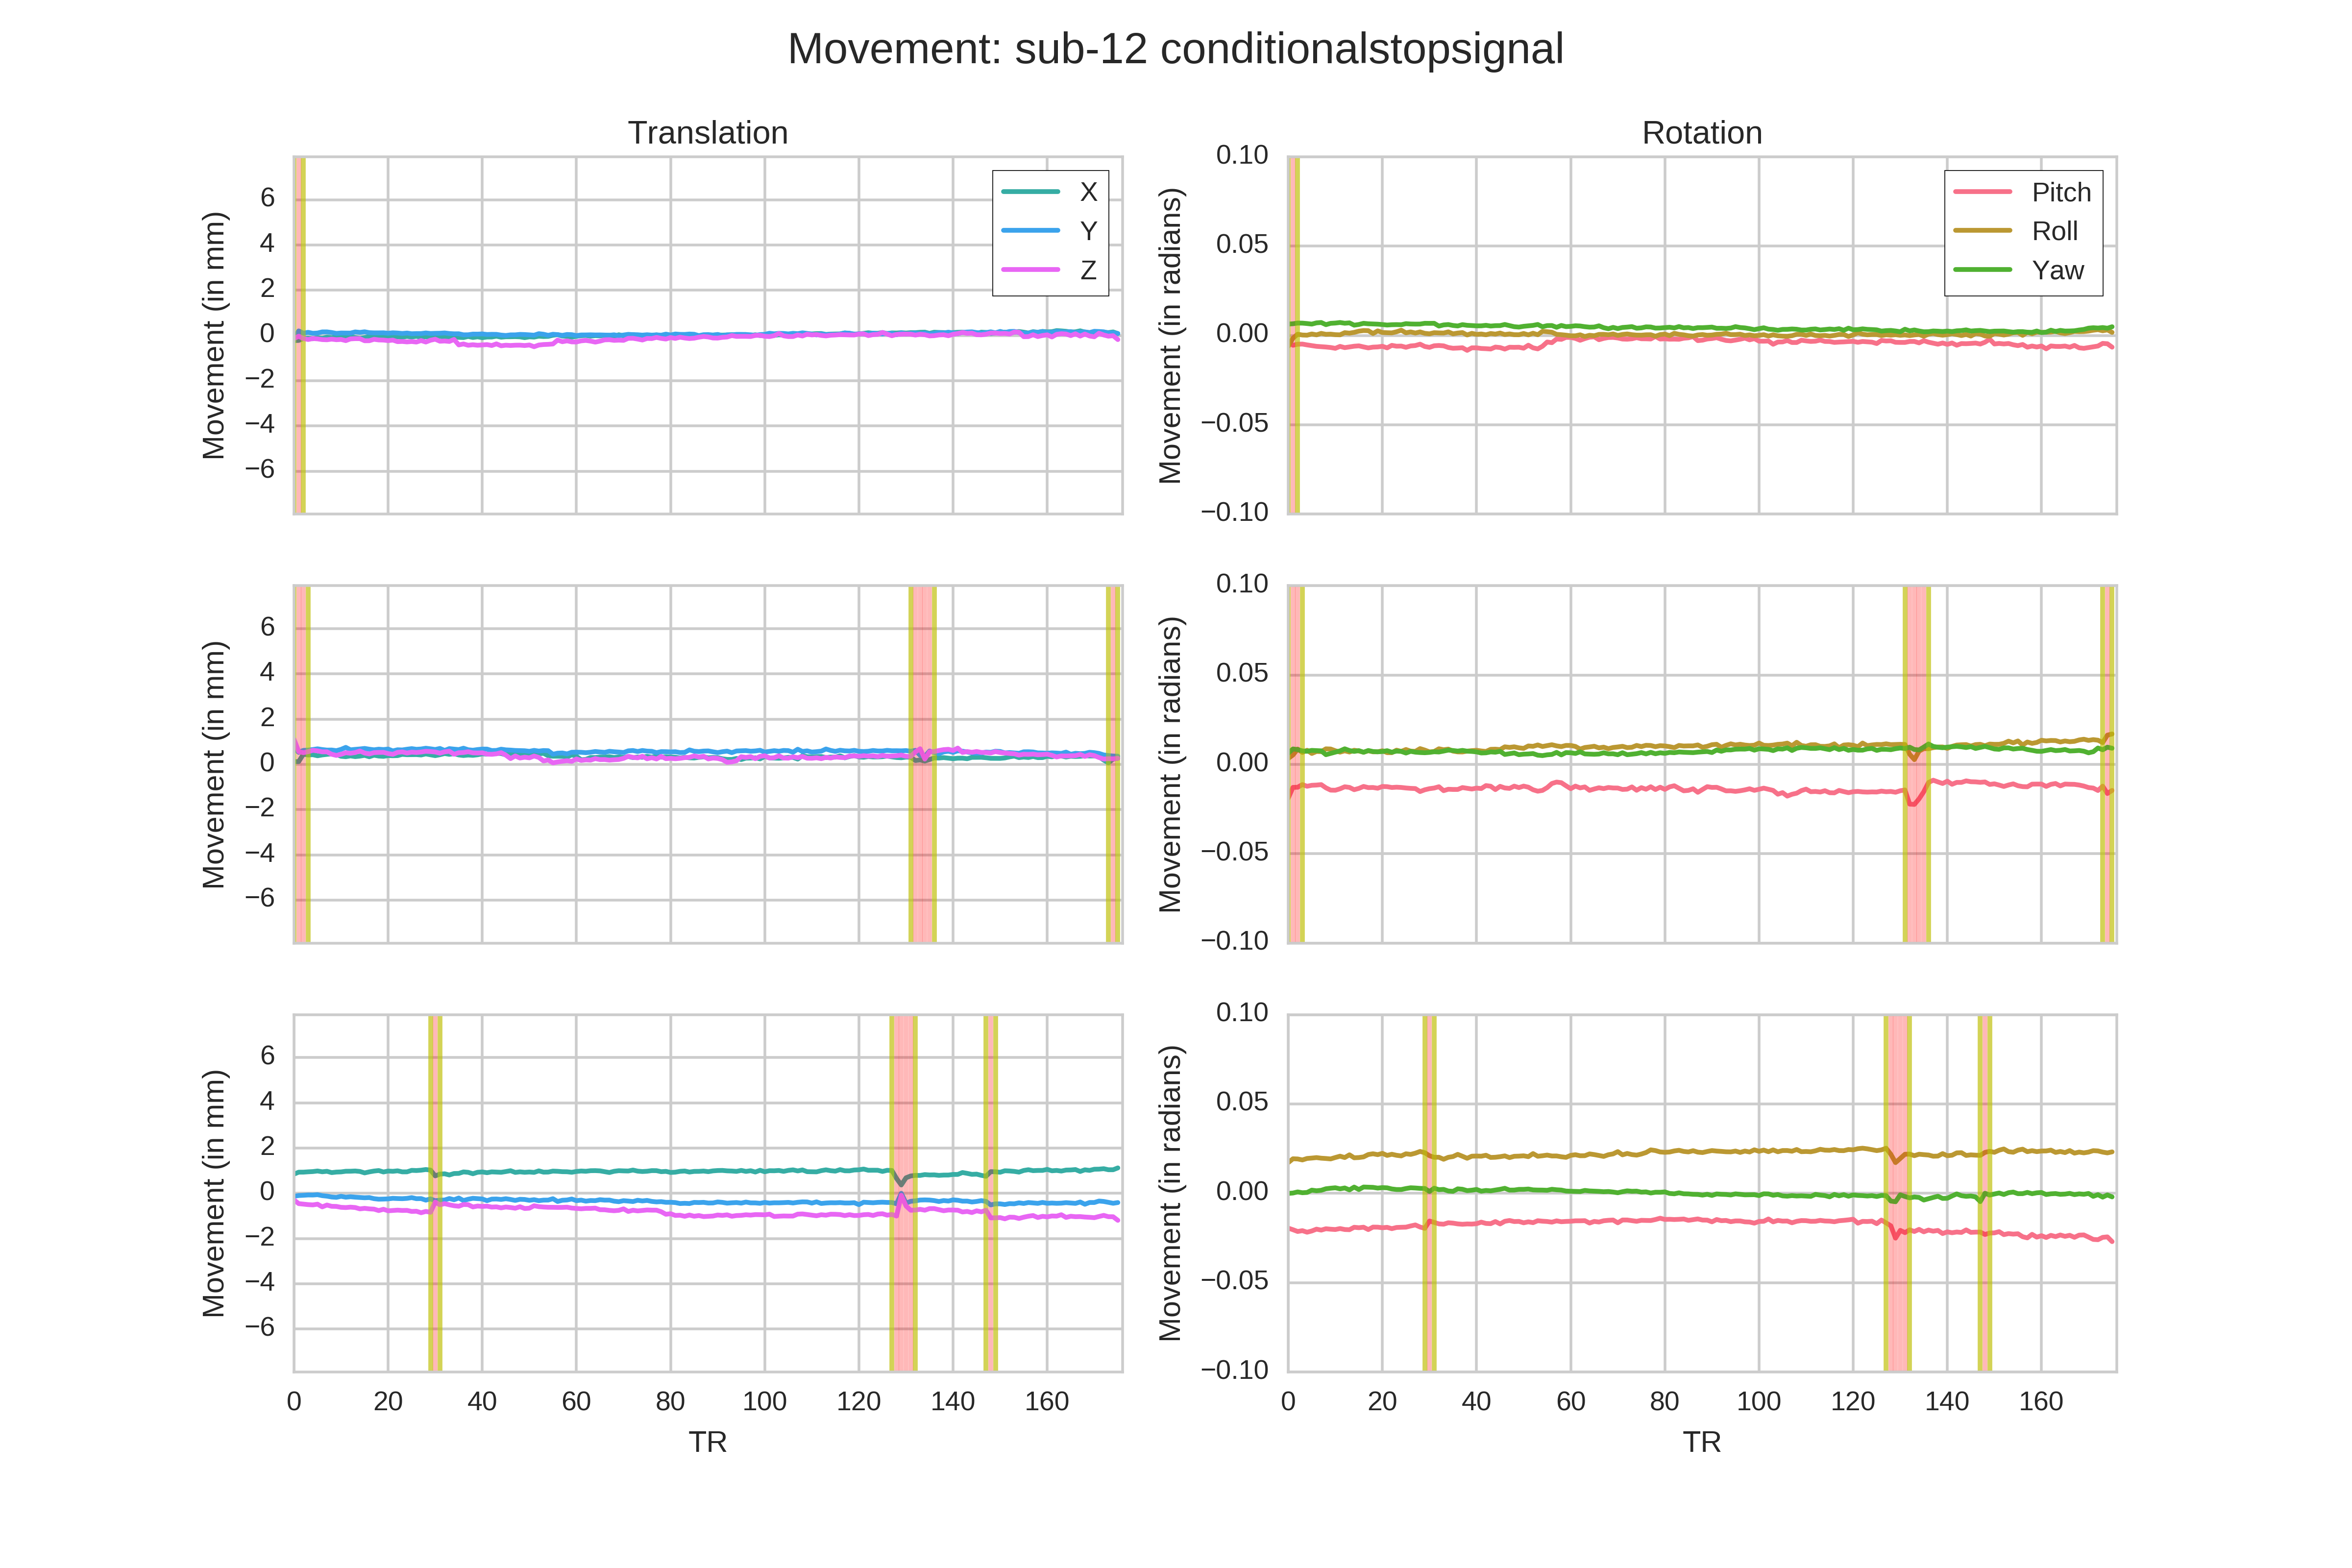 Movement: sub-12 conditionalstopsignal
Translation
Rotation
Movement (in mm)
6
4
2
0
−2
−4
−6
X
Y
Z
Movement (in radians)
0.10
0.05
0.00
−0.05
−0.10
Pitch
Roll
Yaw
Movement (in mm)
6
4
2
0
−2
−4
−6
Movement (in radians)
0.10
0.05
0.00
−0.05
−0.10
Movement (in mm)
6
4
2
0
−2
−4
−6
0 20 40 60 80 100 120 140 160
TR
Movement (in radians)
0.10
0.05
0.00
−0.05
−0.10
0 20 40 60 80 100 120 140 160
TR